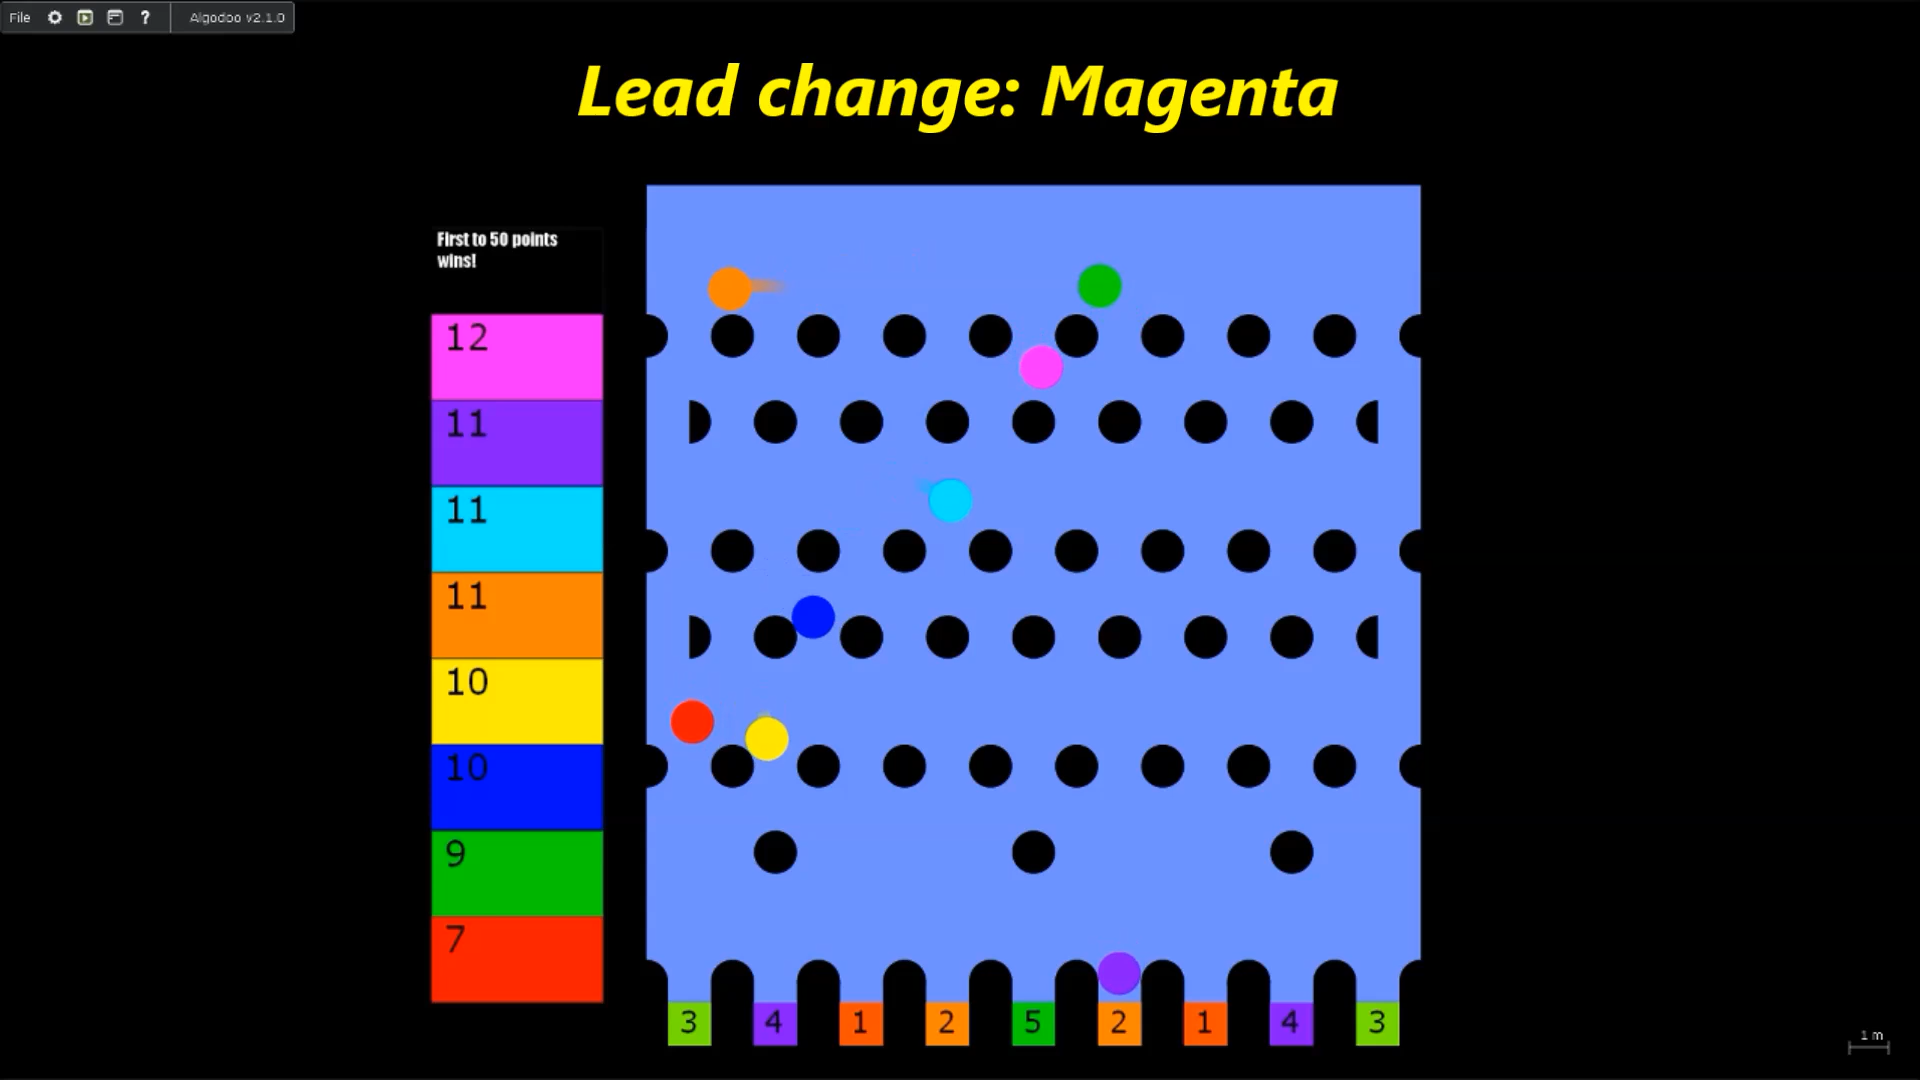 File ? Algodoo v2.1.0
Lead change: Magenta
First to 50 points
wins!
12
11
11
11
10
10
9
7
3 4 1 2 5 2 1 4 3
1 m